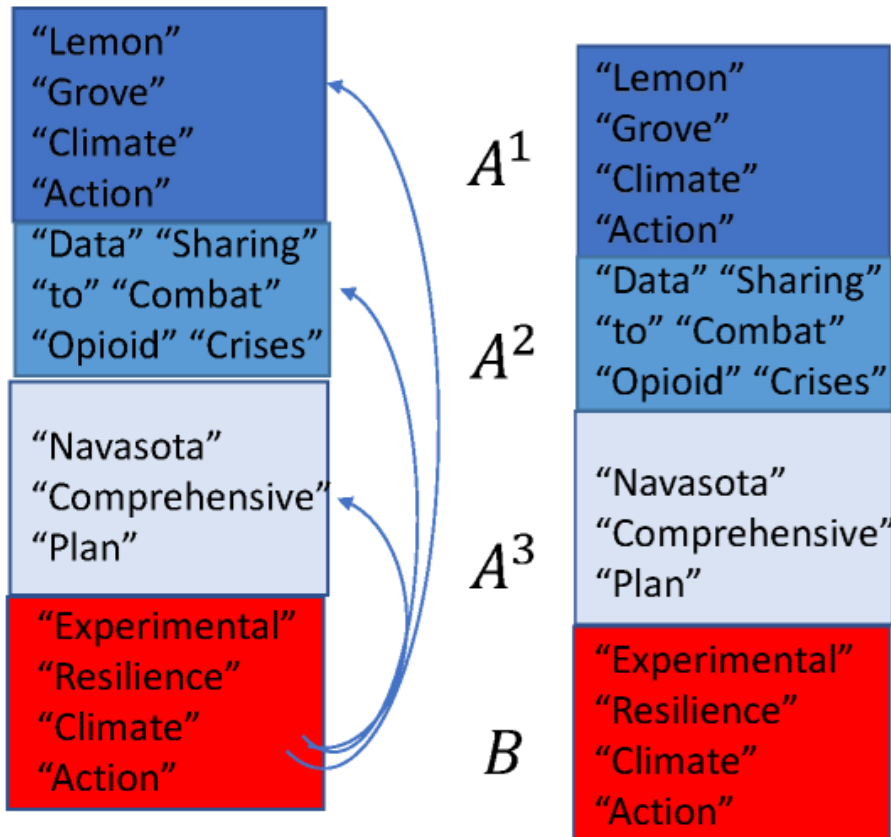 “Lemon”
“Grove”
“Climate”
“Action”
“Data” “Sharing”
“to” “Combat”
“Opioid” “Crises”
“Navasota”
“Comprehensive”
“Plan”
“Experimental”
“Resilience”
“Climate”
“Action”
A¹
A²
A³
B
“Lemon”
“Grove”
“Climate”
“Action”
“Data” “Sharing”
“to” “Combat”
“Opioid” “Crises”
“Navasota”
“Comprehensive”
“Plan”
“Experimental”
“Resilience”
“Climate”
“Action”